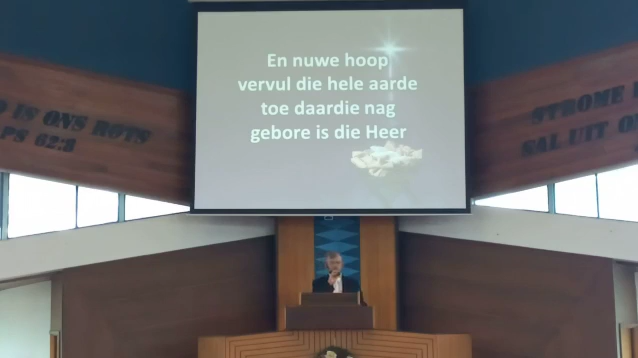 En nuwe hoop
vervul die hele aarde
toe daardie nag
gebore is die Heer
IS ONS ROTS
PS 62:8
STROME
SAL UIT